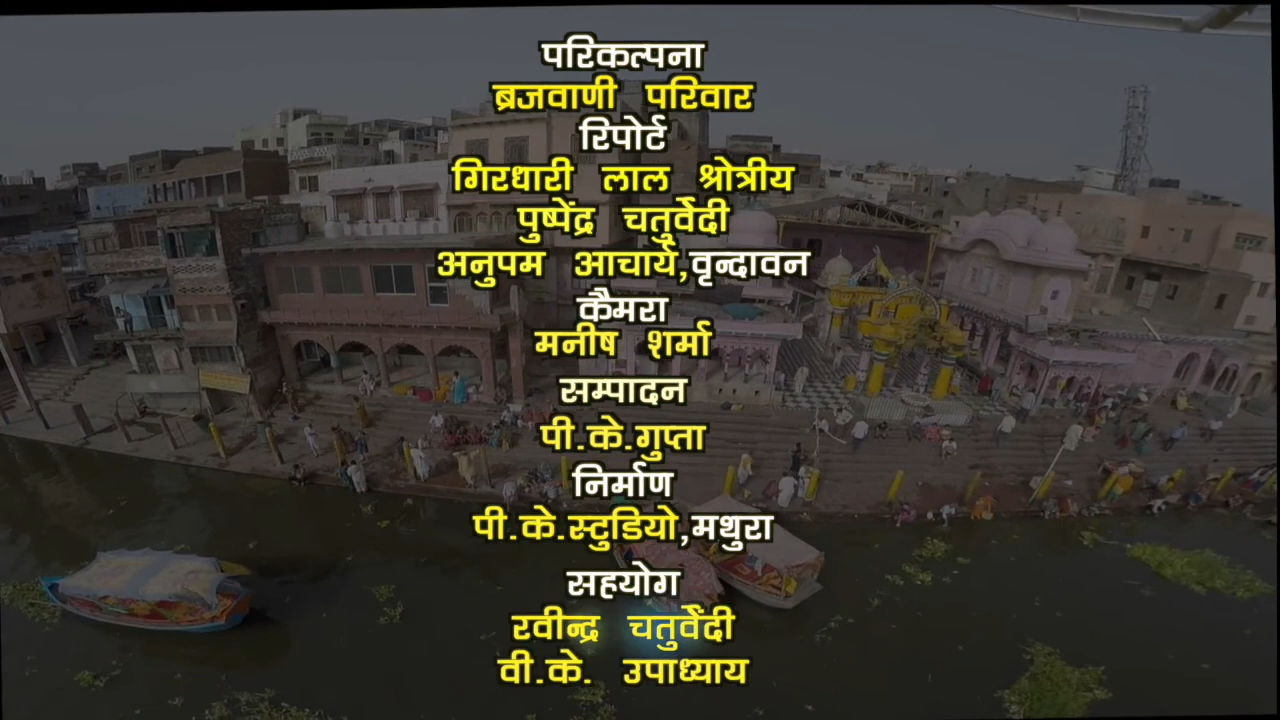 परिकल्पना
ब्रजवाणी परिवार
रिपोर्ट
गिरधारी लाल श्रोत्रीय
पुष्पेंद्र चतुर्वेदी
अनुपम आचार्य,वृन्दावन
कैमरा
मनीष शर्मा
सम्पादन
पी.के.गुप्ता
निर्माण
पी.के.स्टुडियो,मथुरा
सहयोग
रवीन्द्र चतुर्वेदी
वी.के. उपाध्याय